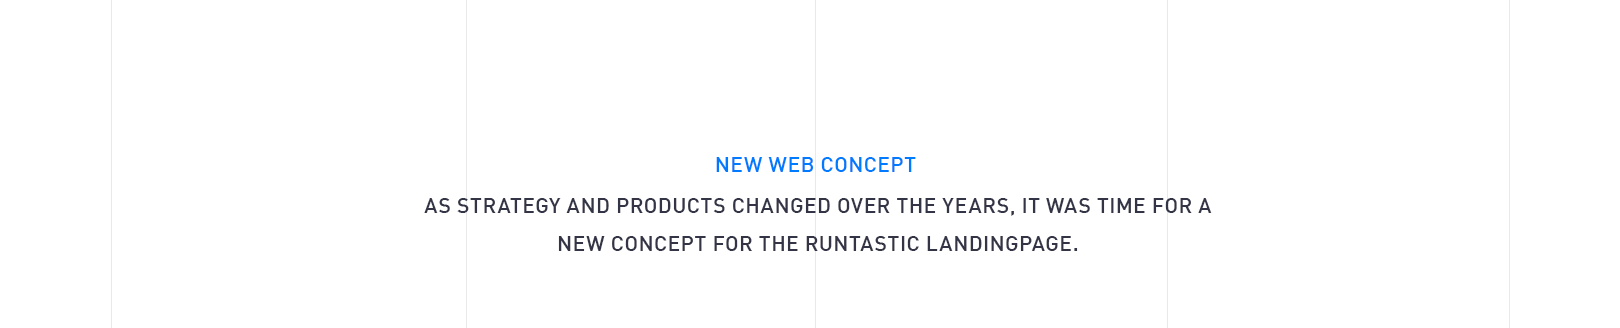 NEW WEB CONCEPT
AS STRATEGY AND PRODUCTS CHANGED OVER THE YEARS, IT WAS TIME FOR A
NEW CONCEPT FOR THE RUNTASTIC LANDINGPAGE.